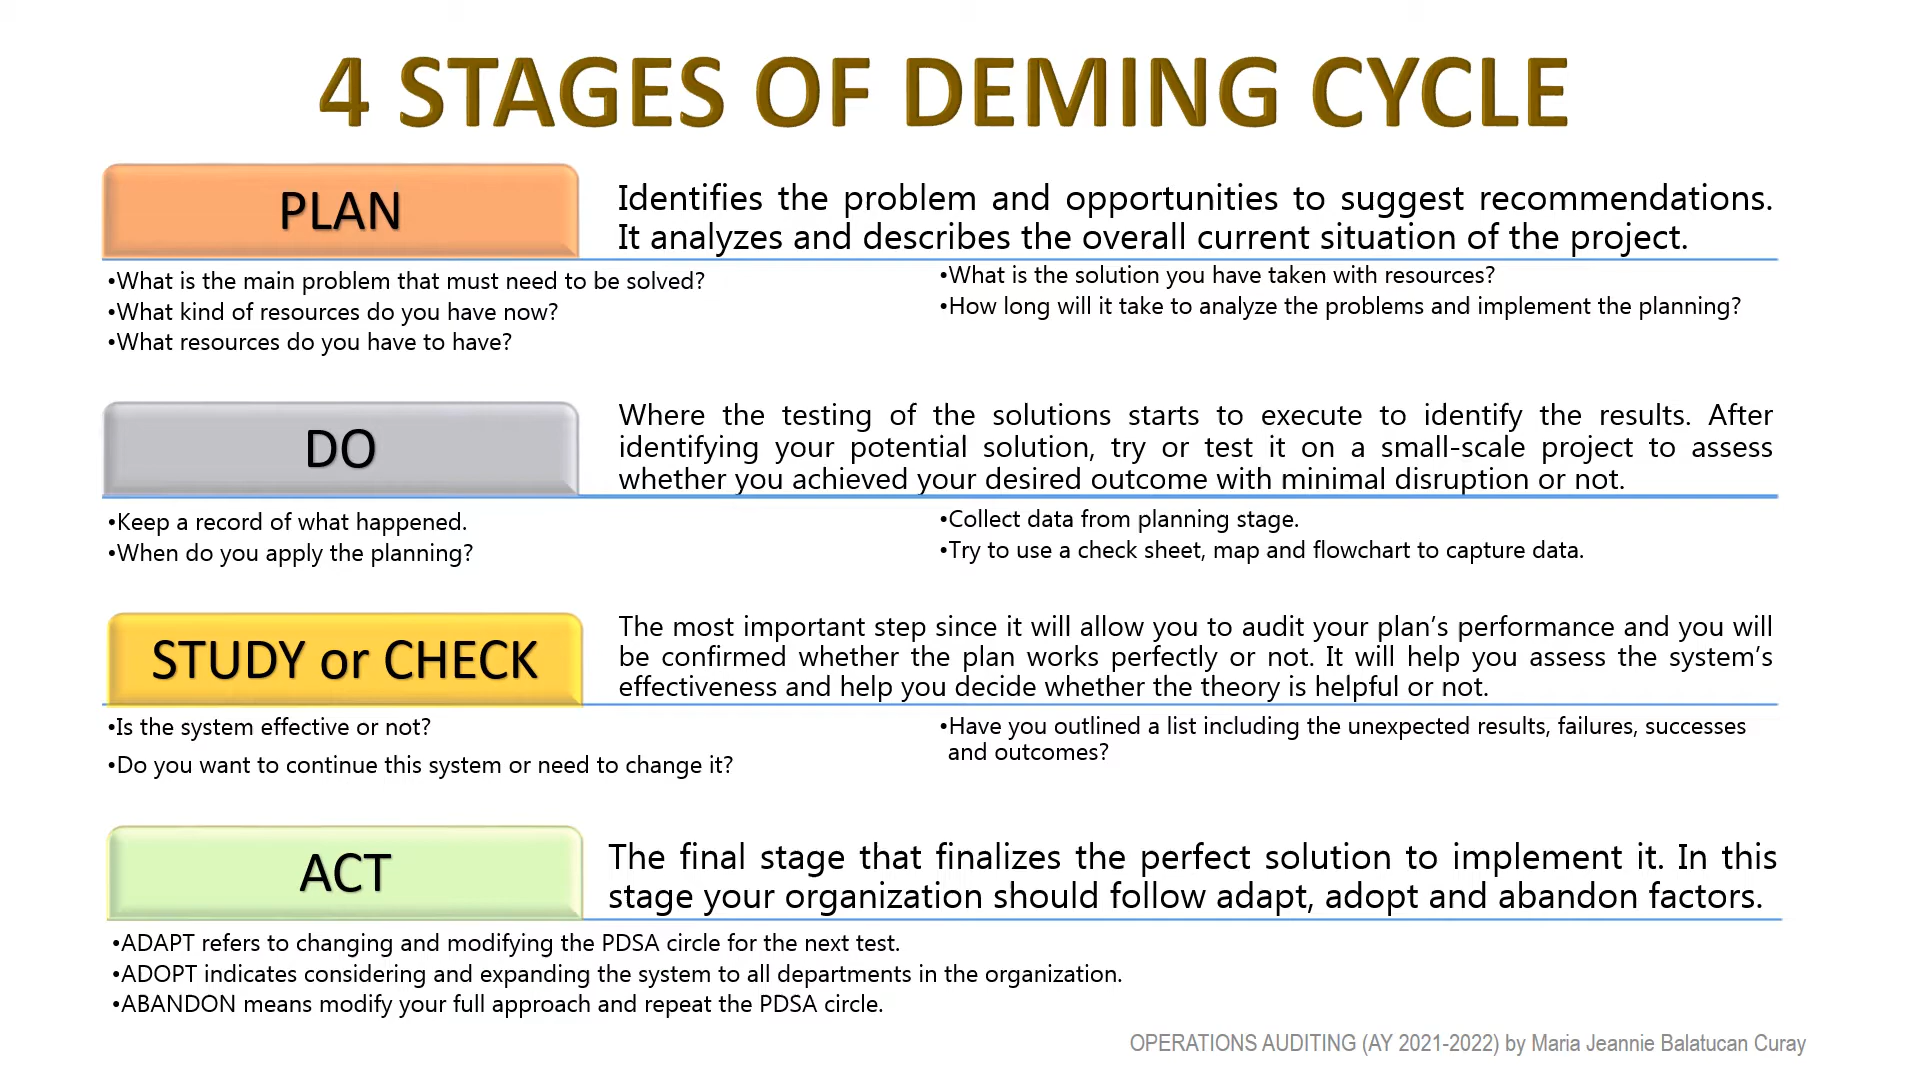 4 STAGES OF DEMING CYCLE
PLAN
Identifies the problem and opportunities to suggest recommendations.
It analyzes and describes the overall current situation of the project.
•What is the main problem that must need to be solved?
•What kind of resources do you have now?
•What resources do you have to have?
•What is the solution you have taken with resources?
•How long will it take to analyze the problems and implement the planning?
DO
Where the testing of the solutions starts to execute to identify the results. After
identifying your potential solution, try or test it on a small-scale project to assess
whether you achieved your desired outcome with minimal disruption or not.
•Keep a record of what happened.
•When do you apply the planning?
•Collect data from planning stage.
•Try to use a check sheet, map and flowchart to capture data.
STUDY or CHECK
The most important step since it will allow you to audit your plan’s performance and you will
be confirmed whether the plan works perfectly or not. It will help you assess the system’s
effectiveness and help you decide whether the theory is helpful or not.
•Is the system effective or not?
•Do you want to continue this system or need to change it?
•Have you outlined a list including the unexpected results, failures, successes
and outcomes?
ACT
The final stage that finalizes the perfect solution to implement it. In this
stage your organization should follow adapt, adopt and abandon factors.
•ADAPT refers to changing and modifying the PDSA circle for the next test.
•ADOPT indicates considering and expanding the system to all departments in the organization.
•ABANDON means modify your full approach and repeat the PDSA circle.
OPERATIONS AUDITING (AY 2021-2022) by Maria Jeannie Balatucan Curay